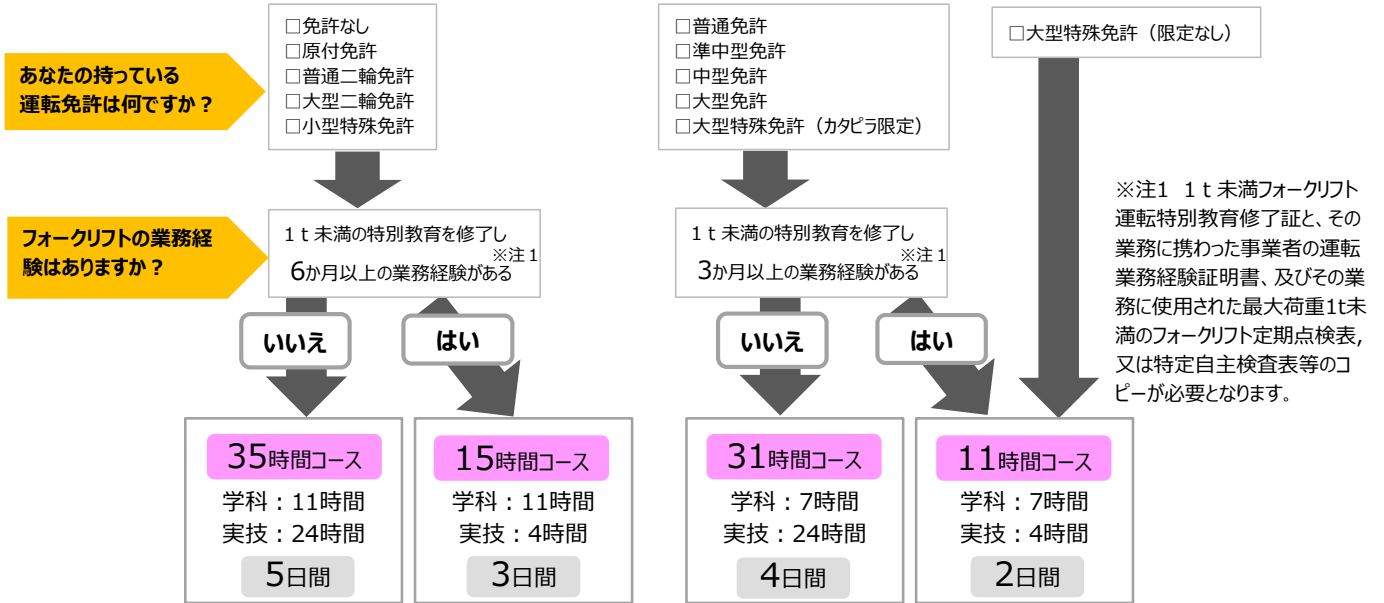 あなたの持っている
運転免許は何ですか？
□免許なし
□原付免許
□普通二輪免許
□大型二輪免許
□小型特殊免許
□普通免許
□準中型免許
□中型免許
□大型免許
□大型特殊免許（カタピラ限定）
□大型特殊免許（限定なし）
フォークリフトの業務経
験はありますか？
1ｔ未満の特別教育を修了し
6か月以上の業務経験がある※注1
1ｔ未満の特別教育を修了し
3か月以上の業務経験がある※注1
※注1 1ｔ未満フォークリフト
運転特別教育修了証と、その
業務に携わった事業者の運転
業務経験証明書、及びその業
務に使用された最大荷重1t未
満のフォークリフト定期点検表,
又は特定自主検査表等のコ
ピーが必要となります。
いいえ
はい
いいえ
はい
35時間コース
学科：11時間
実技：24時間
5日間
15時間コース
学科：11時間
実技：4時間
3日間
31時間コース
学科：7時間
実技：24時間
4日間
11時間コース
学科：7時間
実技：4時間
2日間